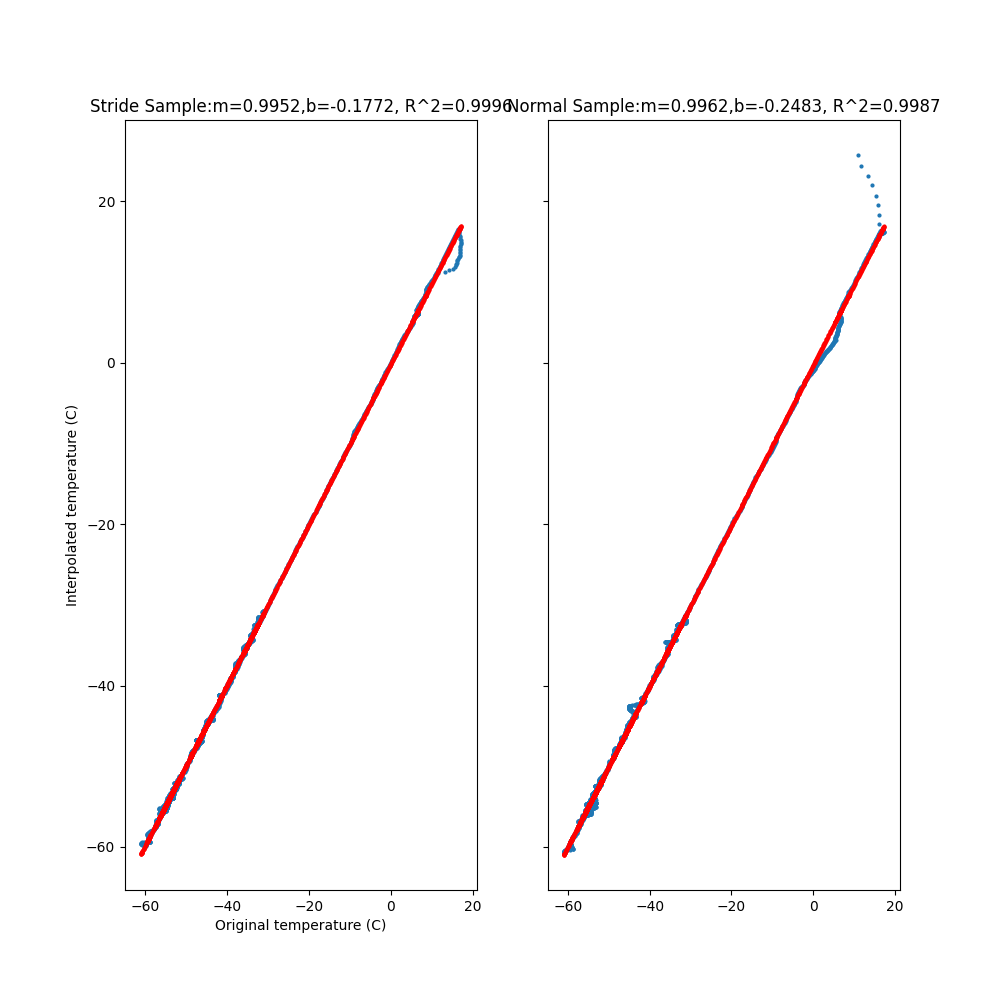 Stride Sample:m=0.9952,b=-0.1772, R^2=0.9996
Normal Sample:m=0.9962,b=-0.2483, R^2=0.9987
20
0
−20
−40
−60
Interpolated temperature (C)
−60 −40 −20 0 20
−60 −40 −20 0 20
Original temperature (C)